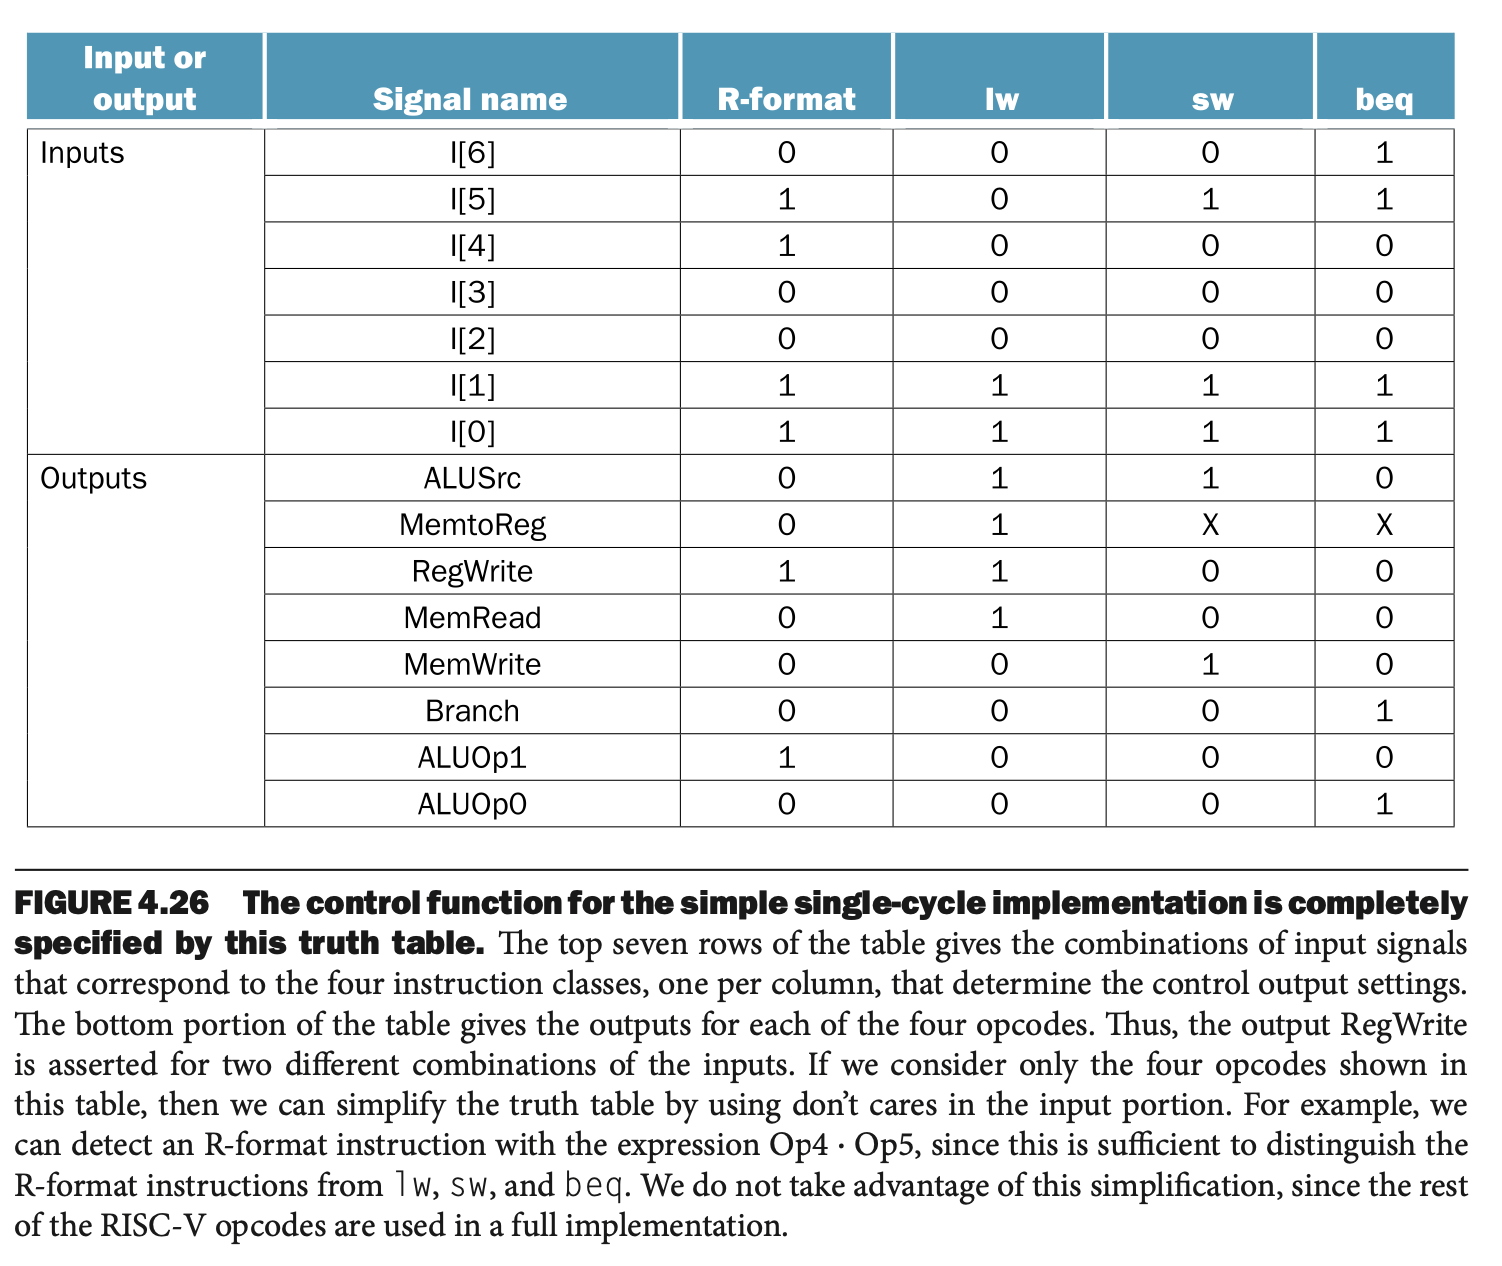 Input or output Signal name R-format lw sw beq
Inputs I[6] 0 0 0 1
I[5] 1 0 1 1
I[4] 1 0 0 0
I[3] 0 0 0 0
I[2] 0 0 0 0
I[1] 1 1 1 1
I[0] 1 1 1 1
Outputs ALUSrc 0 1 1 0
MemtoReg 0 1 X X
RegWrite 1 1 0 0
MemRead 0 1 0 0
MemWrite 0 0 1 0
Branch 0 0 0 1
ALUOp1 1 0 0 0
ALUOp0 0 0 0 1
FIGURE 4.26 The control function for the simple single-cycle implementation is completely
specified by this truth table. The top seven rows of the table gives the combinations of input signals
that correspond to the four instruction classes, one per column, that determine the control output settings.
The bottom portion of the table gives the outputs for each of the four opcodes. Thus, the output RegWrite
is asserted for two different combinations of the inputs. If we consider only the four opcodes shown in
this table, then we can simplify the truth table by using don’t cares in the input portion. For example, we
can detect an R-format instruction with the expression Op4 · Op5, since this is sufficient to distinguish the
R-format instructions from lw, sw, and beq. We do not take advantage of this simplification, since the rest
of the RISC-V opcodes are used in a full implementation.